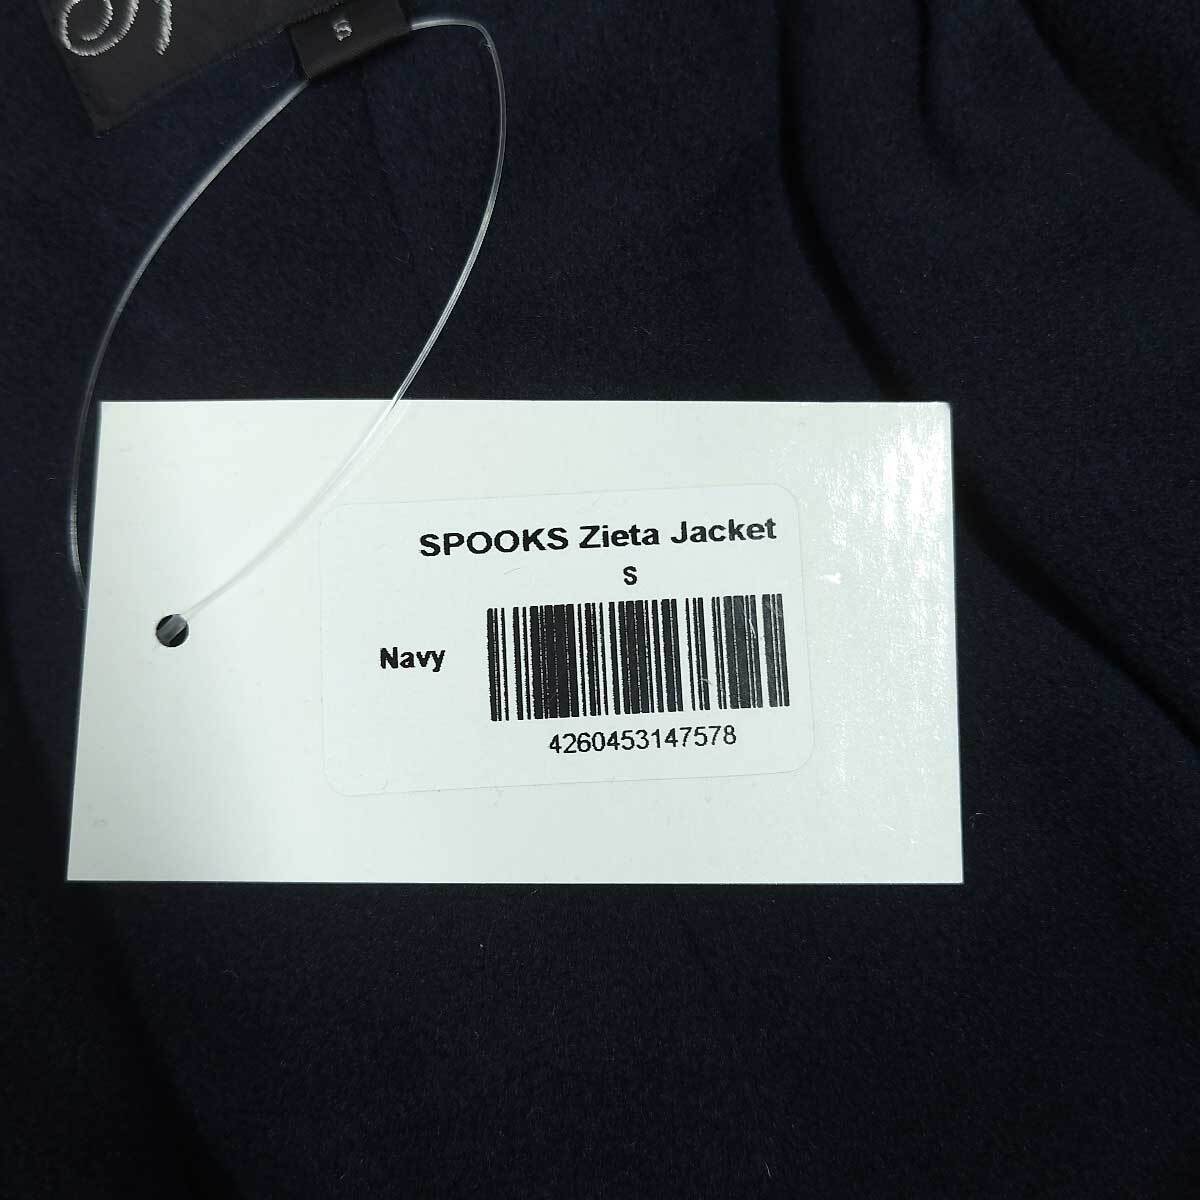 S
SPOOKS Zieta Jacket
S
Navy
4260453147578